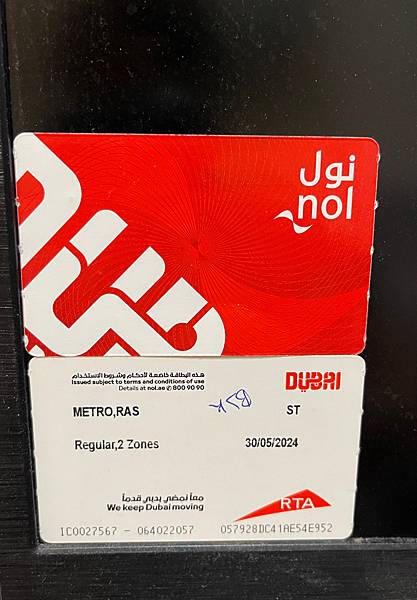 نول
nol
هذه البطاقة خاضعة لأحكام وشروط الاستخدام
Issued subject to terms and conditions of use
Details at nol.ae 800 90 90
DUBAI
METRO,RAS
ST
Regular,2 Zones
30/05/2024
معاً نمضي بدبي قدماً
We keep Dubai moving
RTA
1C0027567 - 064022057
057928DC41AE54E952